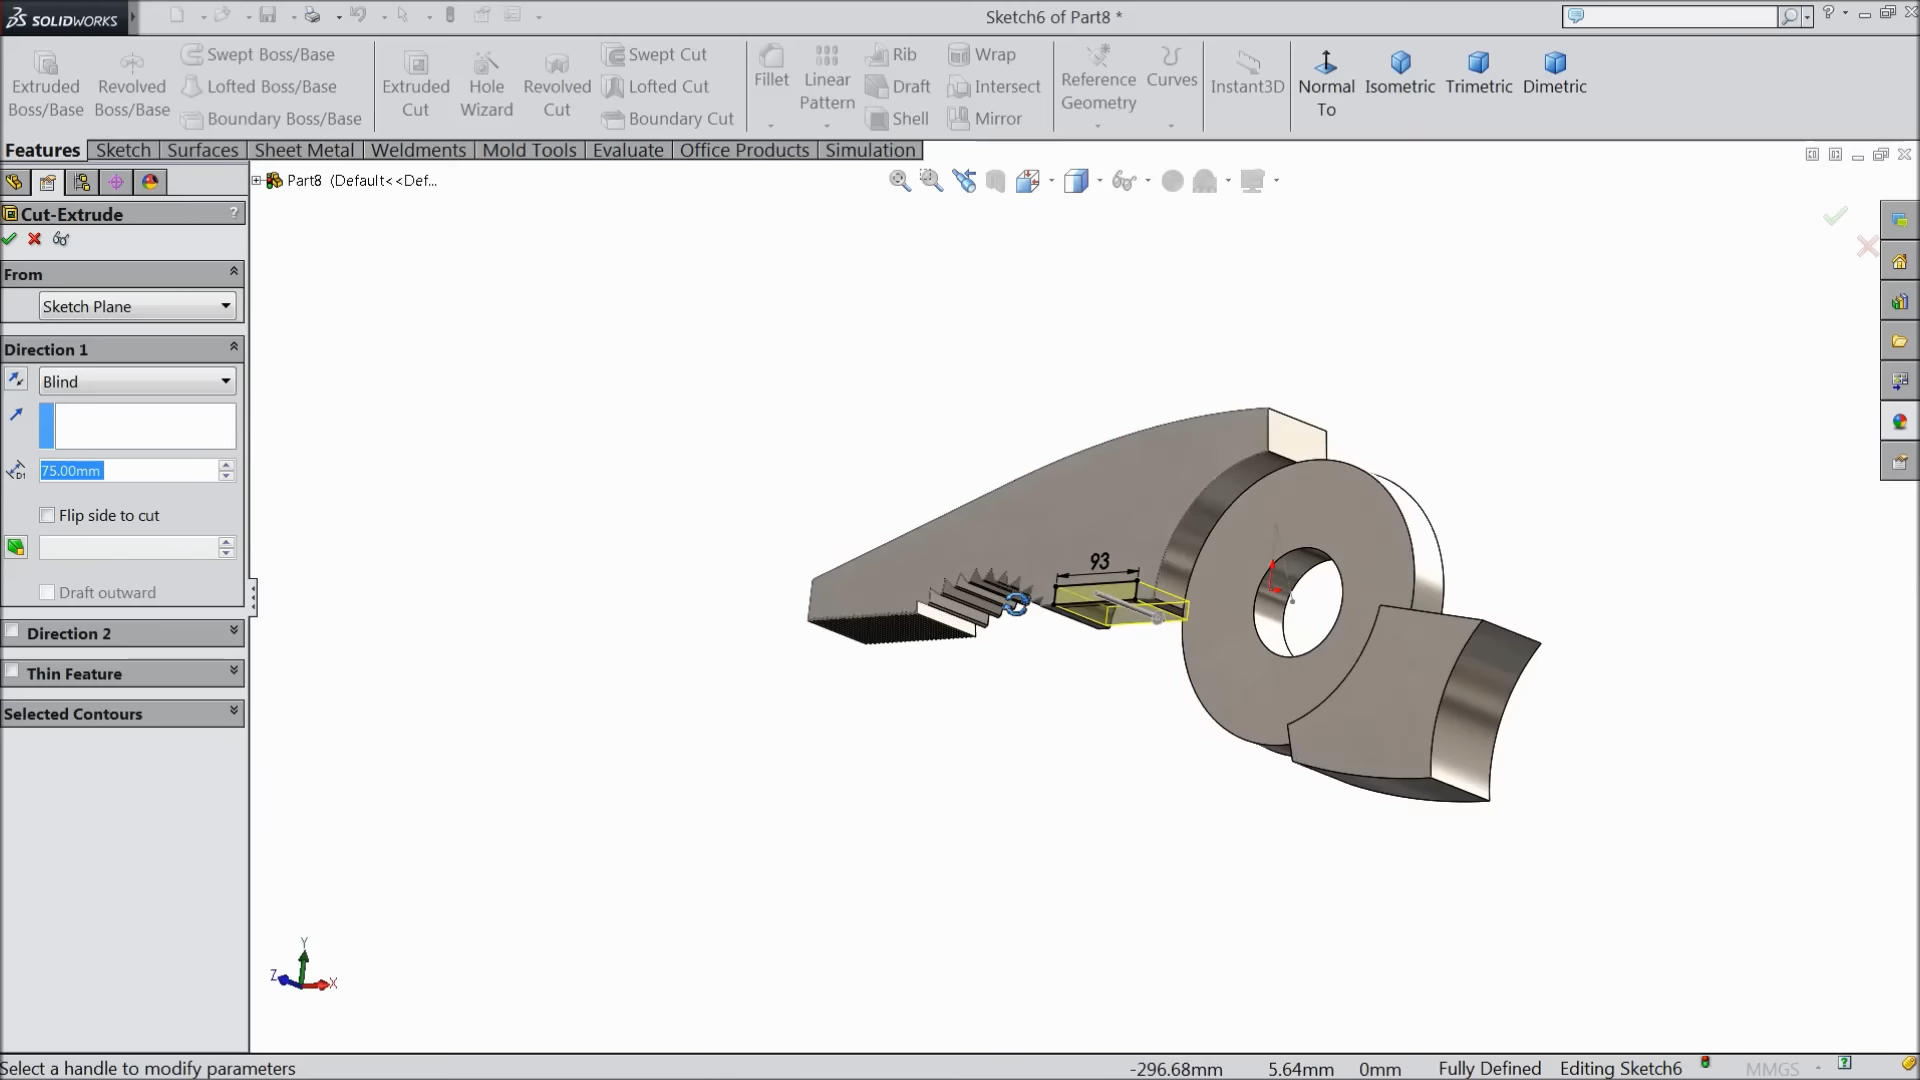 SOLIDWORKS
Sketch6 of Part8 *
?
Extruded Boss/Base
Revolved Boss/Base
Swept Boss/Base
Lofted Boss/Base
Boundary Boss/Base
Extruded Cut
Hole Wizard
Revolved Cut
Swept Cut
Lofted Cut
Boundary Cut
Fillet
Linear Pattern
Rib
Draft
Shell
Wrap
Intersect
Mirror
Reference Geometry
Curves
Instant3D
Normal To
Isometric
Trimetric
Dimetric
Features Sketch Surfaces Sheet Metal Weldments Mold Tools Evaluate Office Products Simulation
Part8 (Default<<Def...
Cut-Extrude ?
From
Sketch Plane
Direction 1
Blind
D1
75.00mm
Flip side to cut
Draft outward
Direction 2
Thin Feature
Selected Contours
93
Y
Z
X
Select a handle to modify parameters -296.68mm 5.64mm 0mm Fully Defined Editing Sketch6 MMGS ?